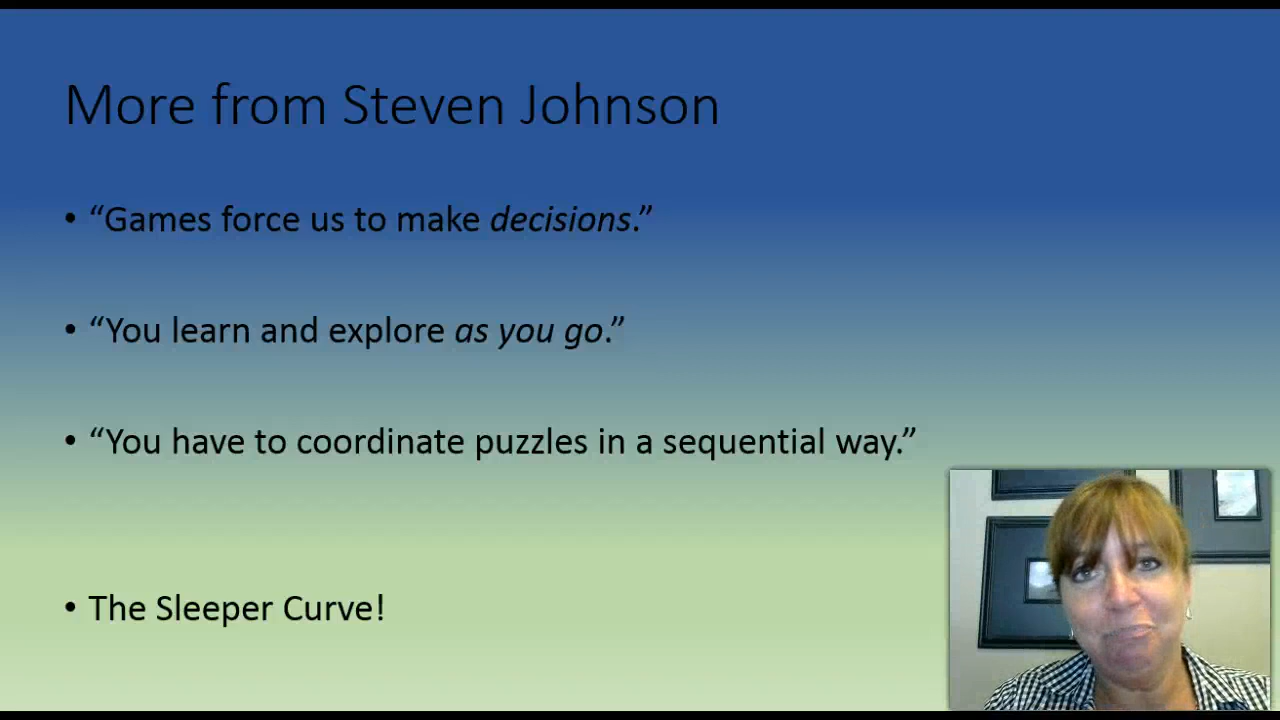 More from Steven Johnson
• “Games force us to make decisions.”
• “You learn and explore as you go.”
• “You have to coordinate puzzles in a sequential way.”
• The Sleeper Curve!